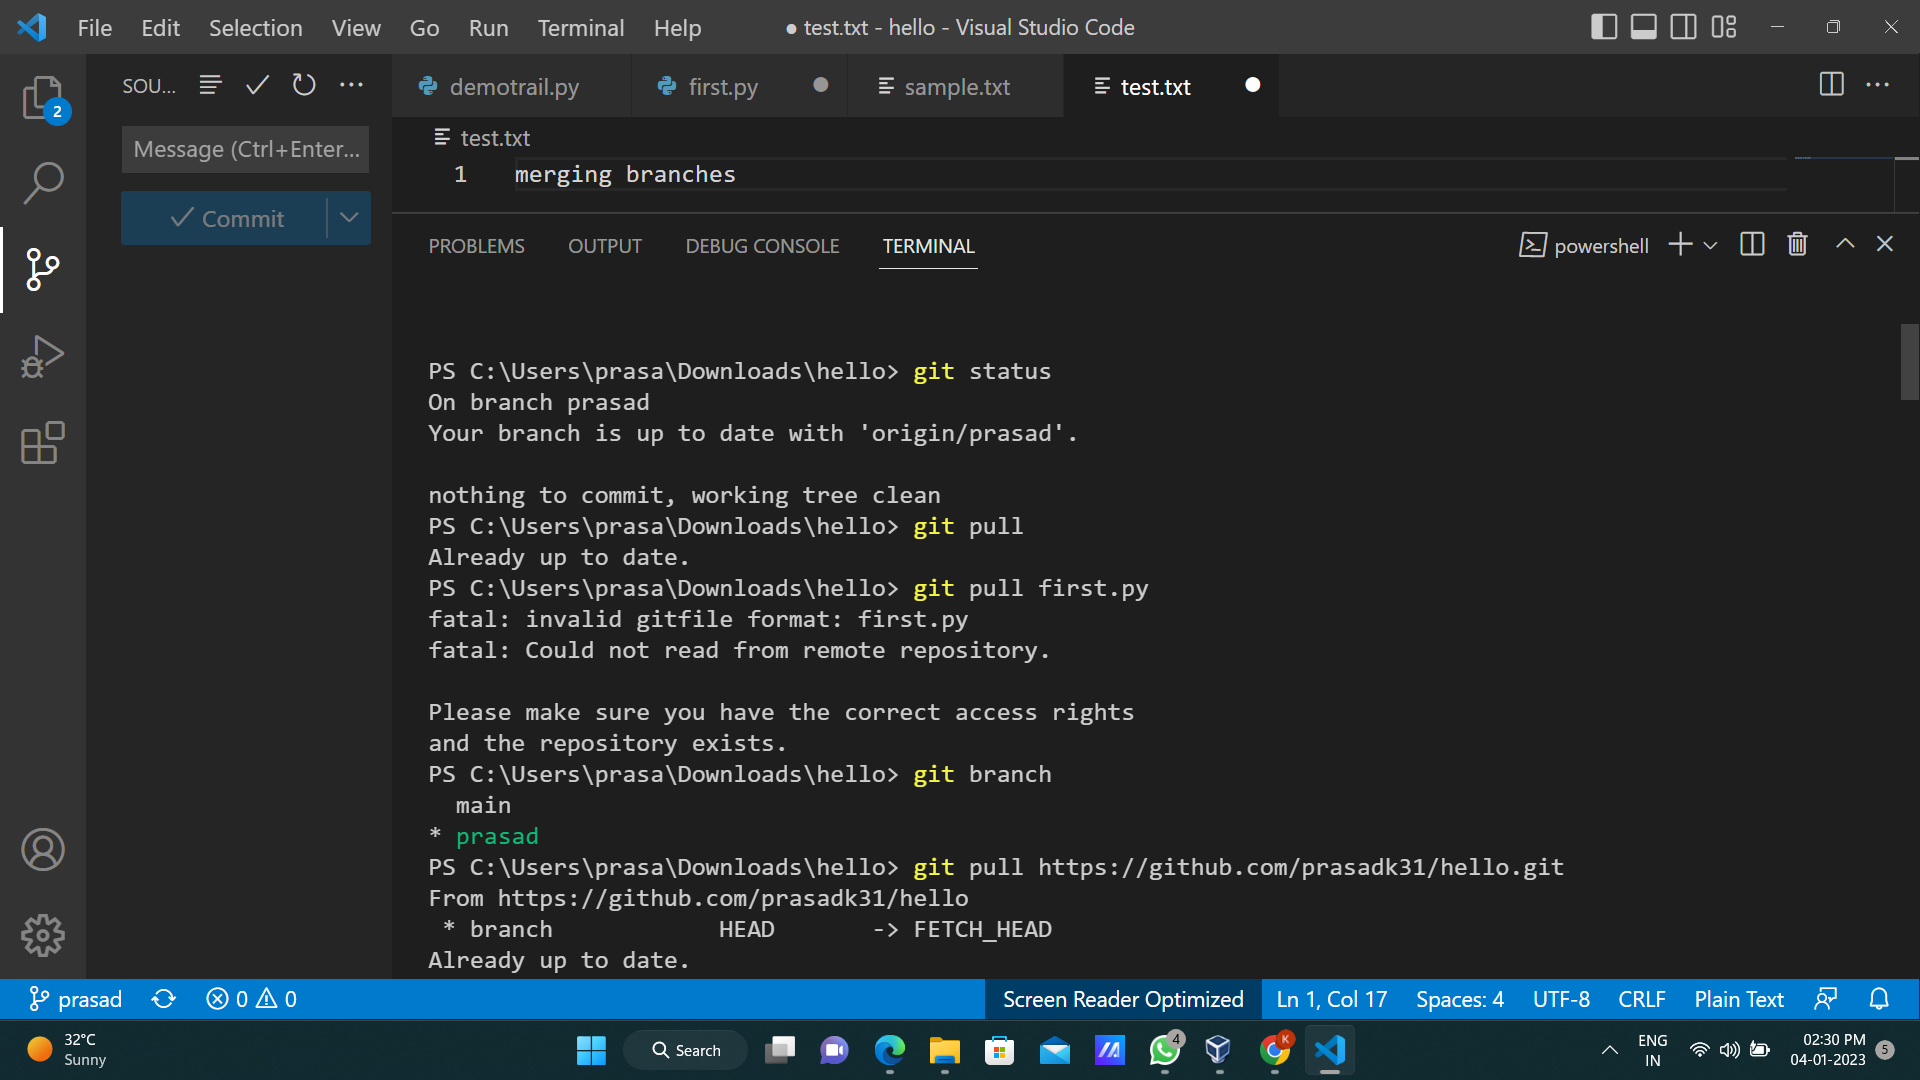 File Edit Selection View Go Run Terminal Help
● test.txt - hello - Visual Studio Code
SOU...
demotrail.py
first.py
sample.txt
test.txt
2
Message (Ctrl+Enter...
Commit
test.txt
1 merging branches
PROBLEMS OUTPUT DEBUG CONSOLE TERMINAL
powershell
PS C:\Users\prasa\Downloads\hello> git status
On branch prasad
Your branch is up to date with 'origin/prasad'.
nothing to commit, working tree clean
PS C:\Users\prasa\Downloads\hello> git pull
Already up to date.
PS C:\Users\prasa\Downloads\hello> git pull first.py
fatal: invalid gitfile format: first.py
fatal: Could not read from remote repository.
Please make sure you have the correct access rights
and the repository exists.
PS C:\Users\prasa\Downloads\hello> git branch
  main
* prasad
PS C:\Users\prasa\Downloads\hello> git pull https://github.com/prasadk31/hello.git
From https://github.com/prasadk31/hello
 * branch            HEAD       -> FETCH_HEAD
Already up to date.
prasad
0 0
Screen Reader Optimized
Ln 1, Col 17
Spaces: 4
UTF-8
CRLF
Plain Text
32°C
Sunny
Search
4
K
ENG
IN
02:30 PM
04-01-2023
5